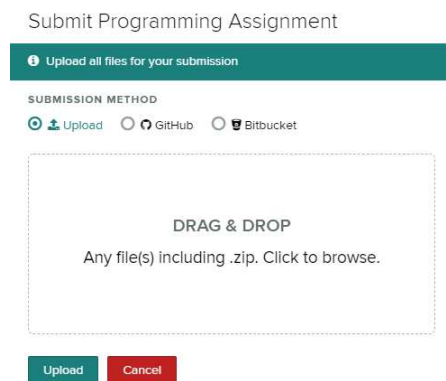 Submit Programming Assignment
Upload all files for your submission
SUBMISSION METHOD
Upload GitHub Bitbucket
DRAG & DROP
Any file(s) including .zip. Click to browse.
Upload Cancel